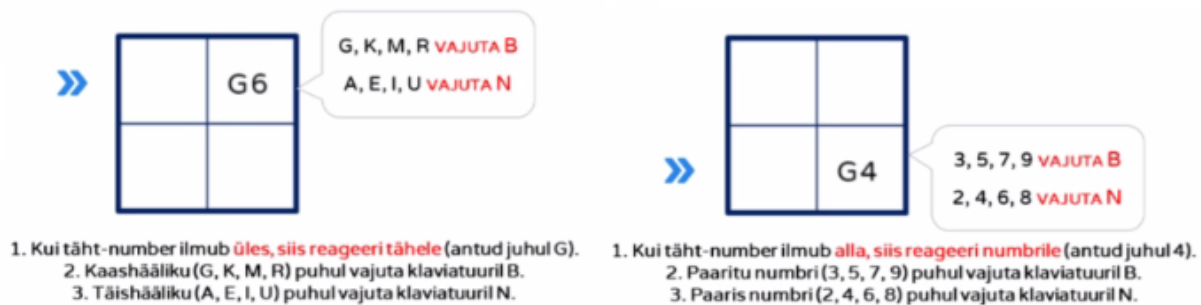 G6
G, K, M, R VAJUTA B
A, E, I, U VAJUTA N
1. Kui täht-number ilmub üles, siis reageeri tähele (antud juhul G).
2. Kaashääliku (G, K, M, R) puhul vajuta klaviatuuril B.
3. Täishääliku (A, E, I, U) puhul vajuta klaviatuuril N.
G4
3, 5, 7, 9 VAJUTA B
2, 4, 6, 8 VAJUTA N
1. Kui täht-number ilmub alla, siis reageeri numbrile (antud juhul 4).
2. Paaritu numbri (3, 5, 7, 9) puhul vajuta klaviatuuril B.
3. Paaris numbri (2, 4, 6, 8) puhul vajuta klaviatuuril N.